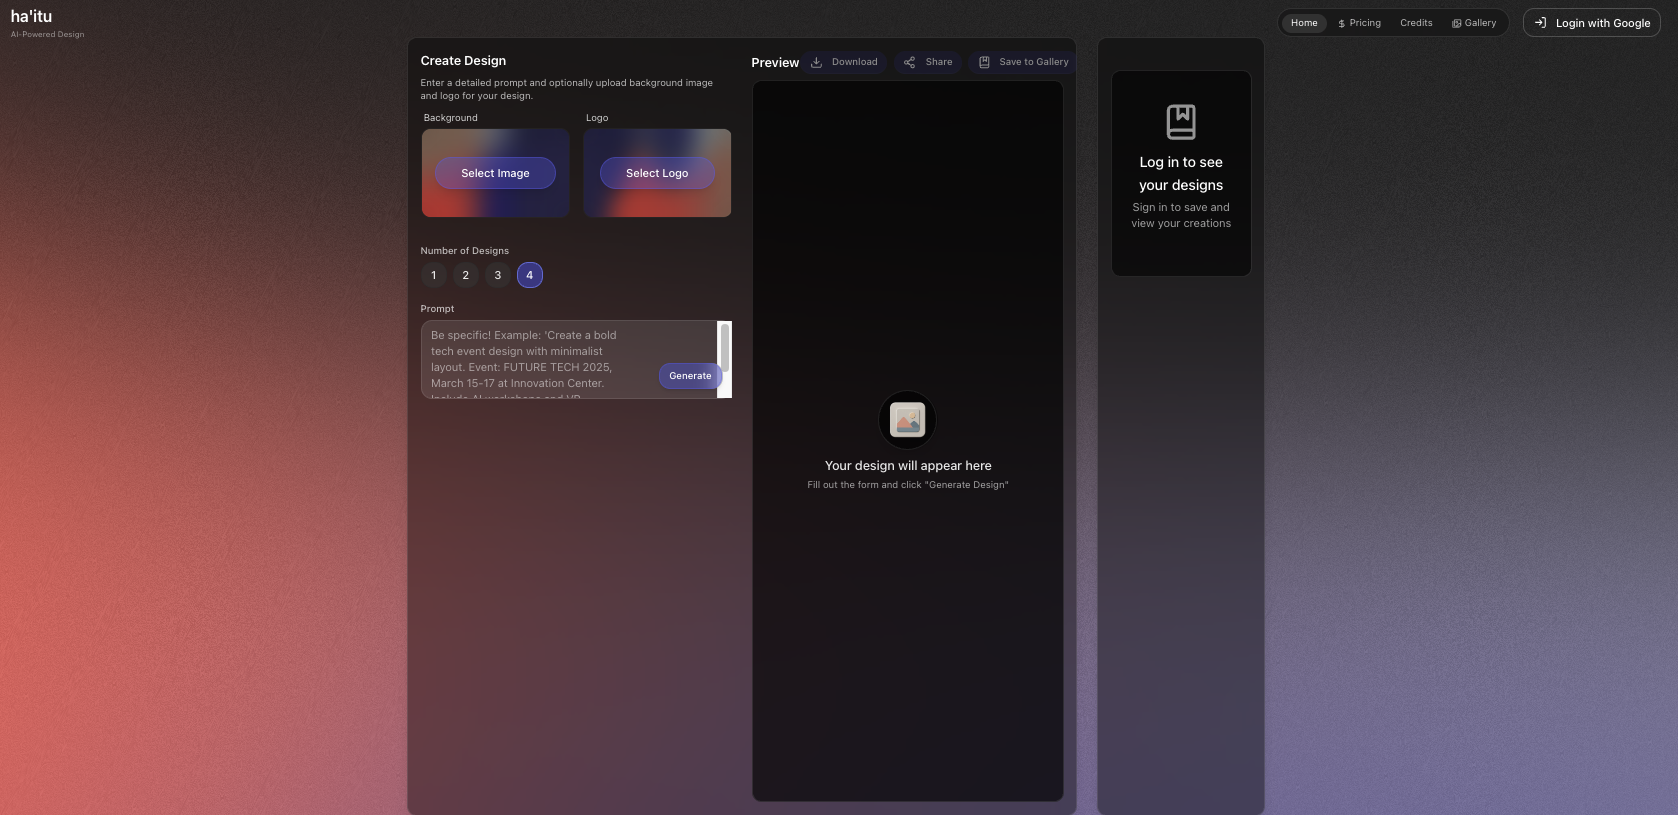 ha'itu
AI-Powered Design
Home
Pricing
Credits
Gallery
Login with Google
Create Design
Enter a detailed prompt and optionally upload background image
and logo for your design.
Background
Logo
Select Image
Select Logo
Number of Designs
1
2
3
4
Prompt
Be specific! Example: 'Create a bold
tech event design with minimalist
layout. Event: FUTURE TECH 2025,
March 15-17 at Innovation Center.
Include AI workshops and VR
Generate
Preview
Download
Share
Save to Gallery
Your design will appear here
Fill out the form and click "Generate Design"
Log in to see
your designs
Sign in to save and
view your creations